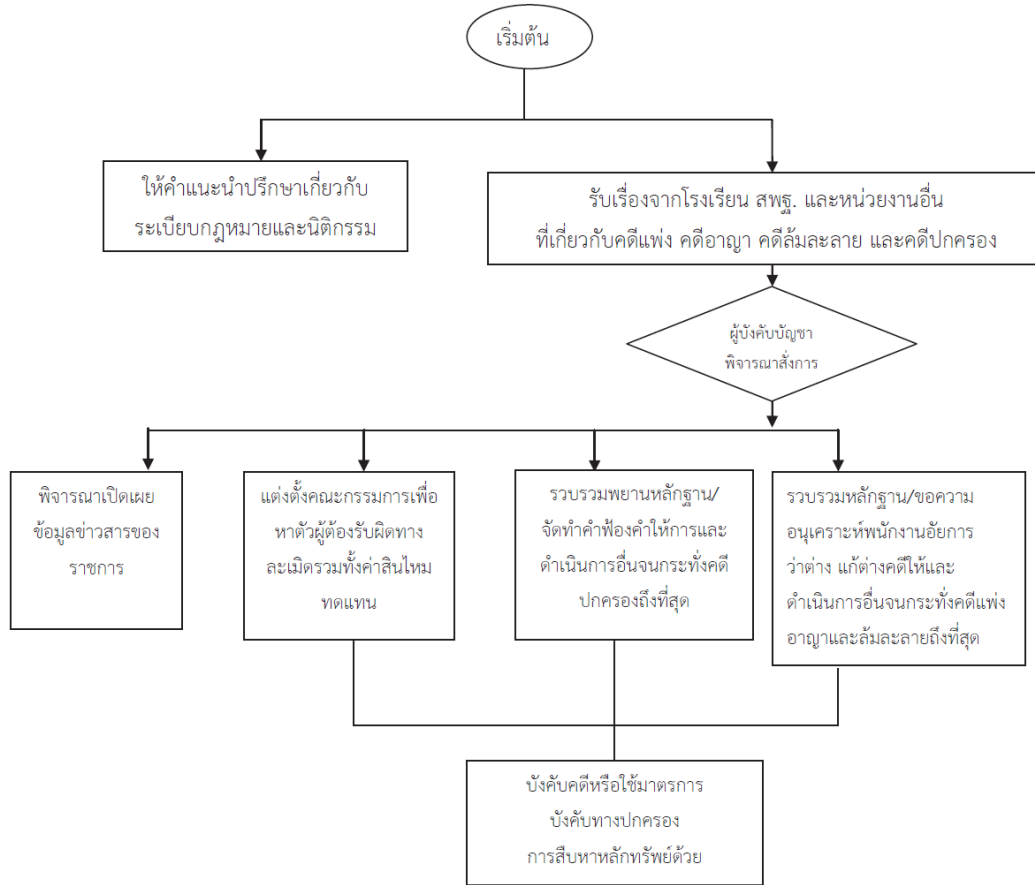 เริ่มต้น
ให้คำแนะนำปรึกษาเกี่ยวกับ
ระเบียบกฎหมายและนิติกรรม
รับเรื่องจากโรงเรียน สพฐ. และหน่วยงานอื่น
ที่เกี่ยวกับคดีแพ่ง คดีอาญา คดีล้มละลาย และคดีปกครอง
ผู้บังคับบัญชา
พิจารณาสั่งการ
พิจารณาเปิดเผย
ข้อมูลข่าวสารของ
ราชการ
แต่งตั้งคณะกรรมการเพื่อ
หาตัวผู้ต้องรับผิดทาง
ละเมิดรวมทั้งค่าสินไหม
ทดแทน
รวบรวมพยานหลักฐาน/
จัดทำคำฟ้องคำให้การและ
ดำเนินการอื่นจนกระทั่งคดี
ปกครองถึงที่สุด
รวบรวมหลักฐาน/ขอความ
อนุเคราะห์พนักงานอัยการ
ว่าต่าง แก้ต่างคดีให้และ
ดำเนินการอื่นจนกระทั่งคดีแพ่ง
อาญาและล้มละลายถึงที่สุด
บังคับคดีหรือใช้มาตรการ
บังคับทางปกครอง
การสืบหาหลักทรัพย์ด้วย